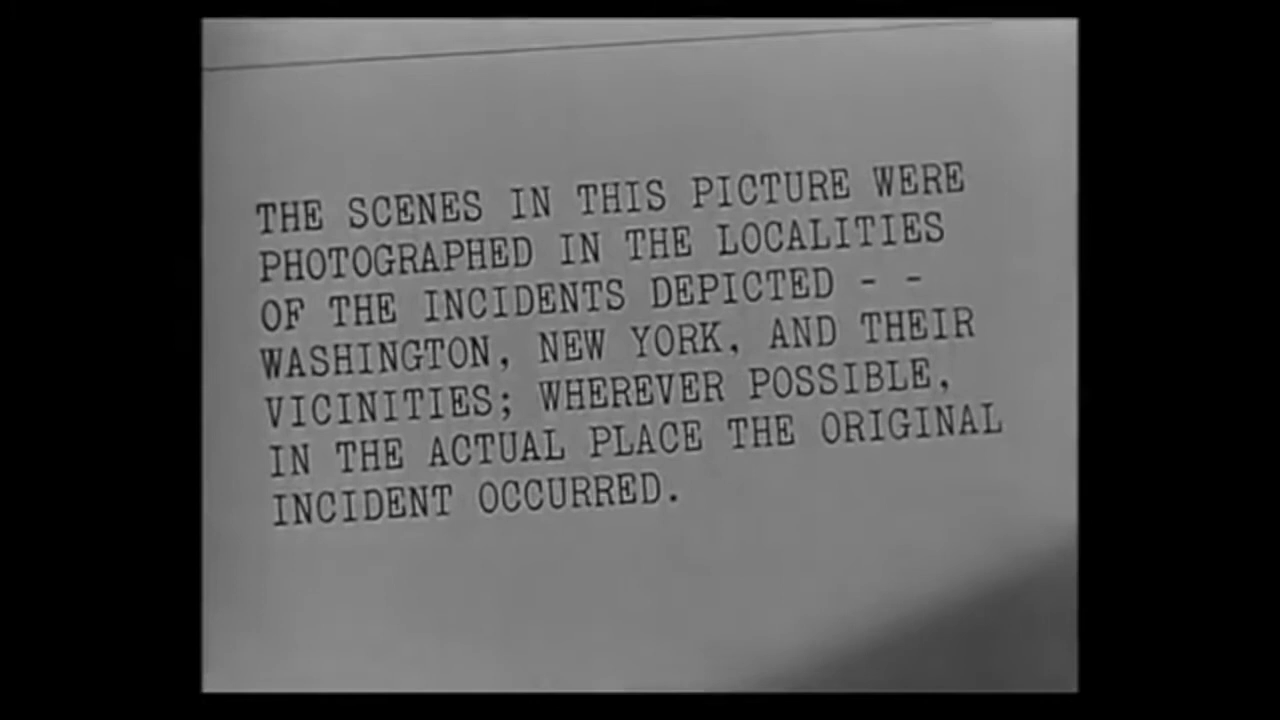 THE SCENES IN THIS PICTURE WERE
PHOTOGRAPHED IN THE LOCALITIES
OF THE INCIDENTS DEPICTED - -
WASHINGTON, NEW YORK, AND THEIR
VICINITIES; WHEREVER POSSIBLE,
IN THE ACTUAL PLACE THE ORIGINAL
INCIDENT OCCURRED.